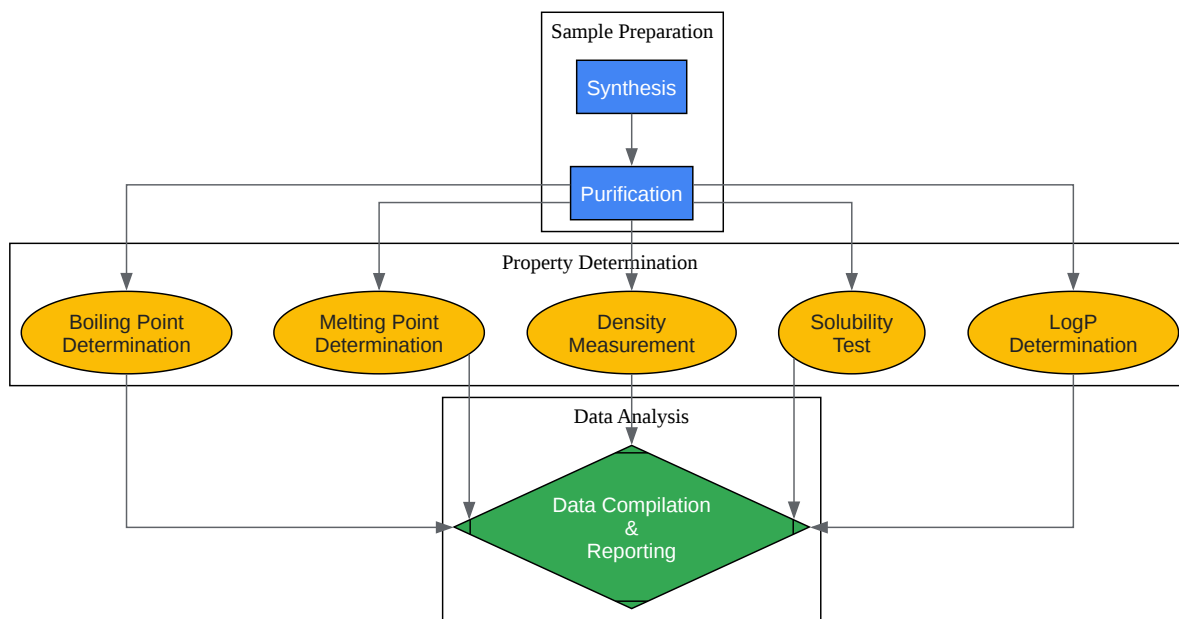 Sample Preparation
Synthesis
Purification
Property Determination
Boiling Point
Determination
Melting Point
Determination
Density
Measurement
Solubility
Test
LogP
Determination
Data Analysis
Data Compilation
&
Reporting